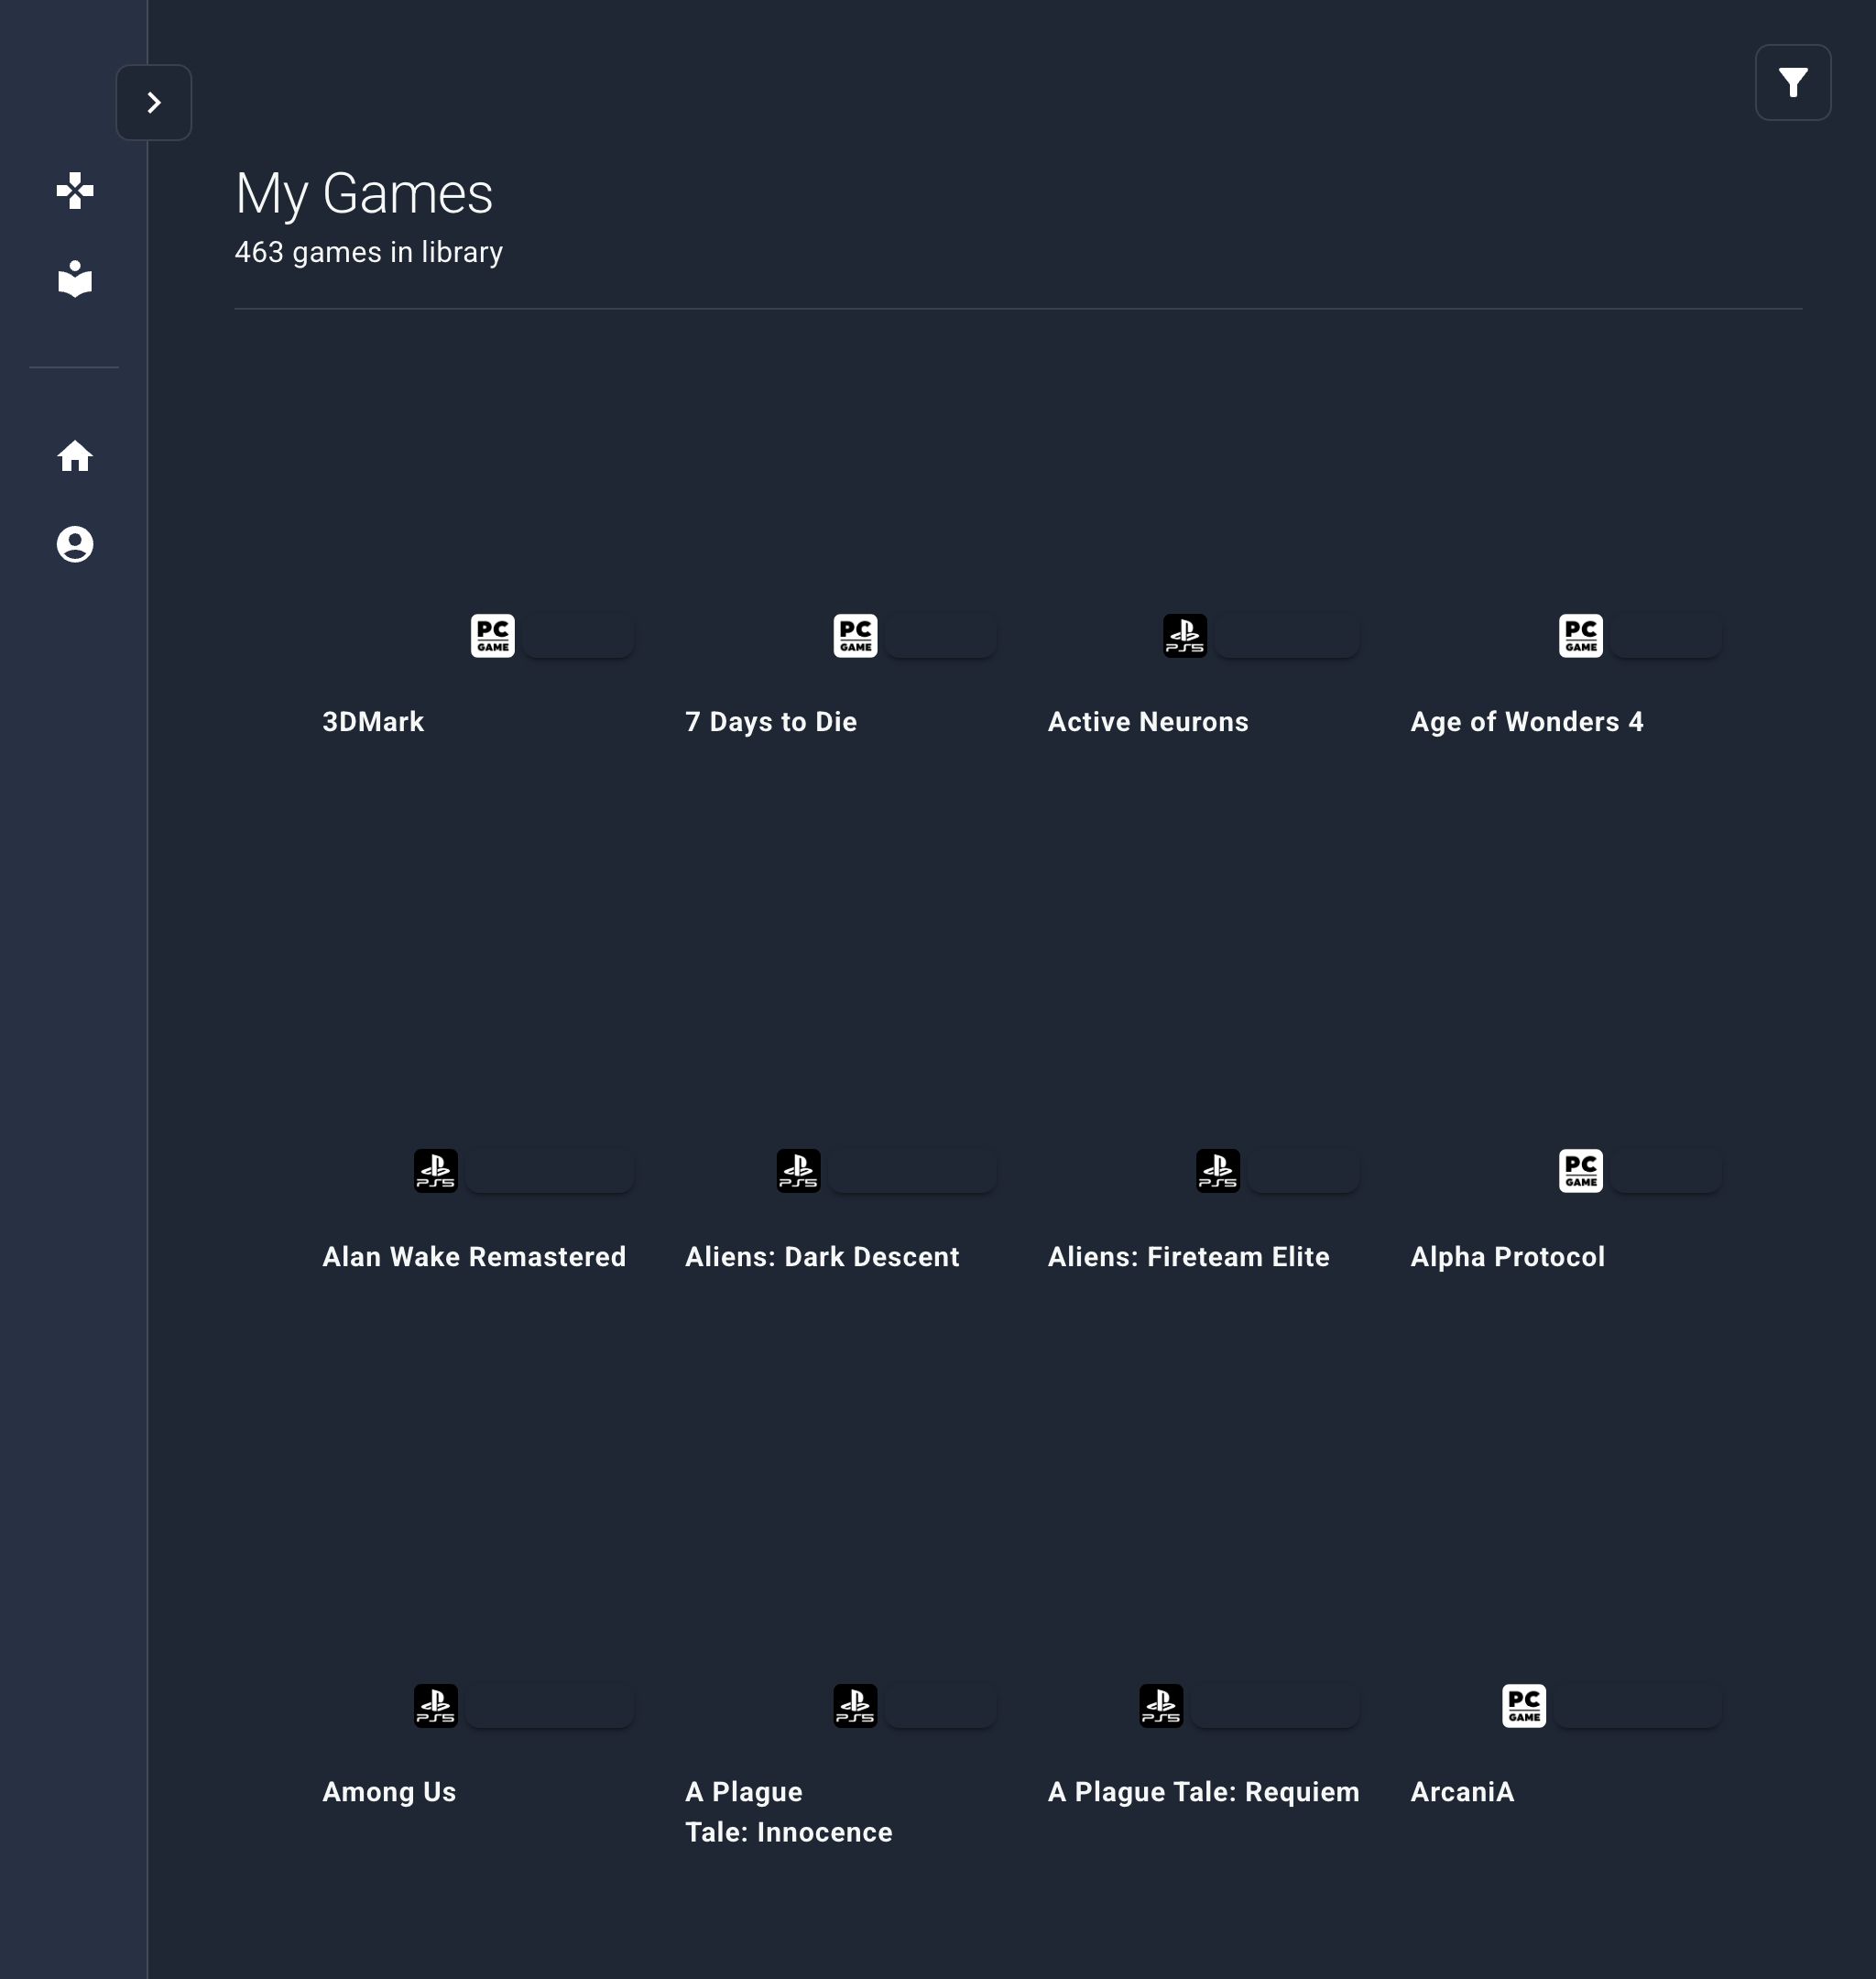 My Games
463 games in library
PC
GAME
PC
GAME
PS5
PC
GAME
3DMark
7 Days to Die
Active Neurons
Age of Wonders 4
PS5
PS5
PS5
PC
GAME
Alan Wake Remastered
Aliens: Dark Descent
Aliens: Fireteam Elite
Alpha Protocol
PS5
PS5
PS5
PC
GAME
Among Us
A Plague
Tale: Innocence
A Plague Tale: Requiem
ArcaniA